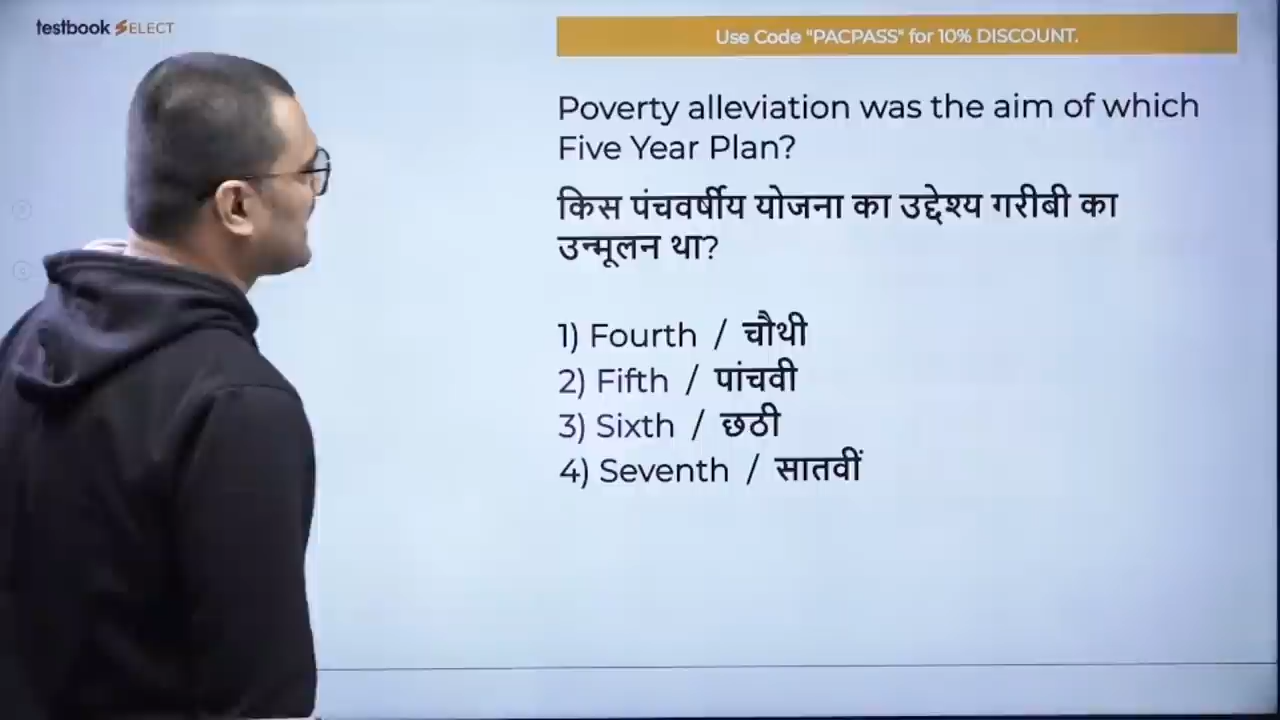 testbook SELECT
Use Code "PACPASS" for 10% DISCOUNT.
Poverty alleviation was the aim of which
Five Year Plan?
किस पंचवर्षीय योजना का उद्देश्य गरीबी का
उन्मूलन था?
1) Fourth / चौथी
2) Fifth / पांचवी
3) Sixth / छठी
4) Seventh / सातवीं